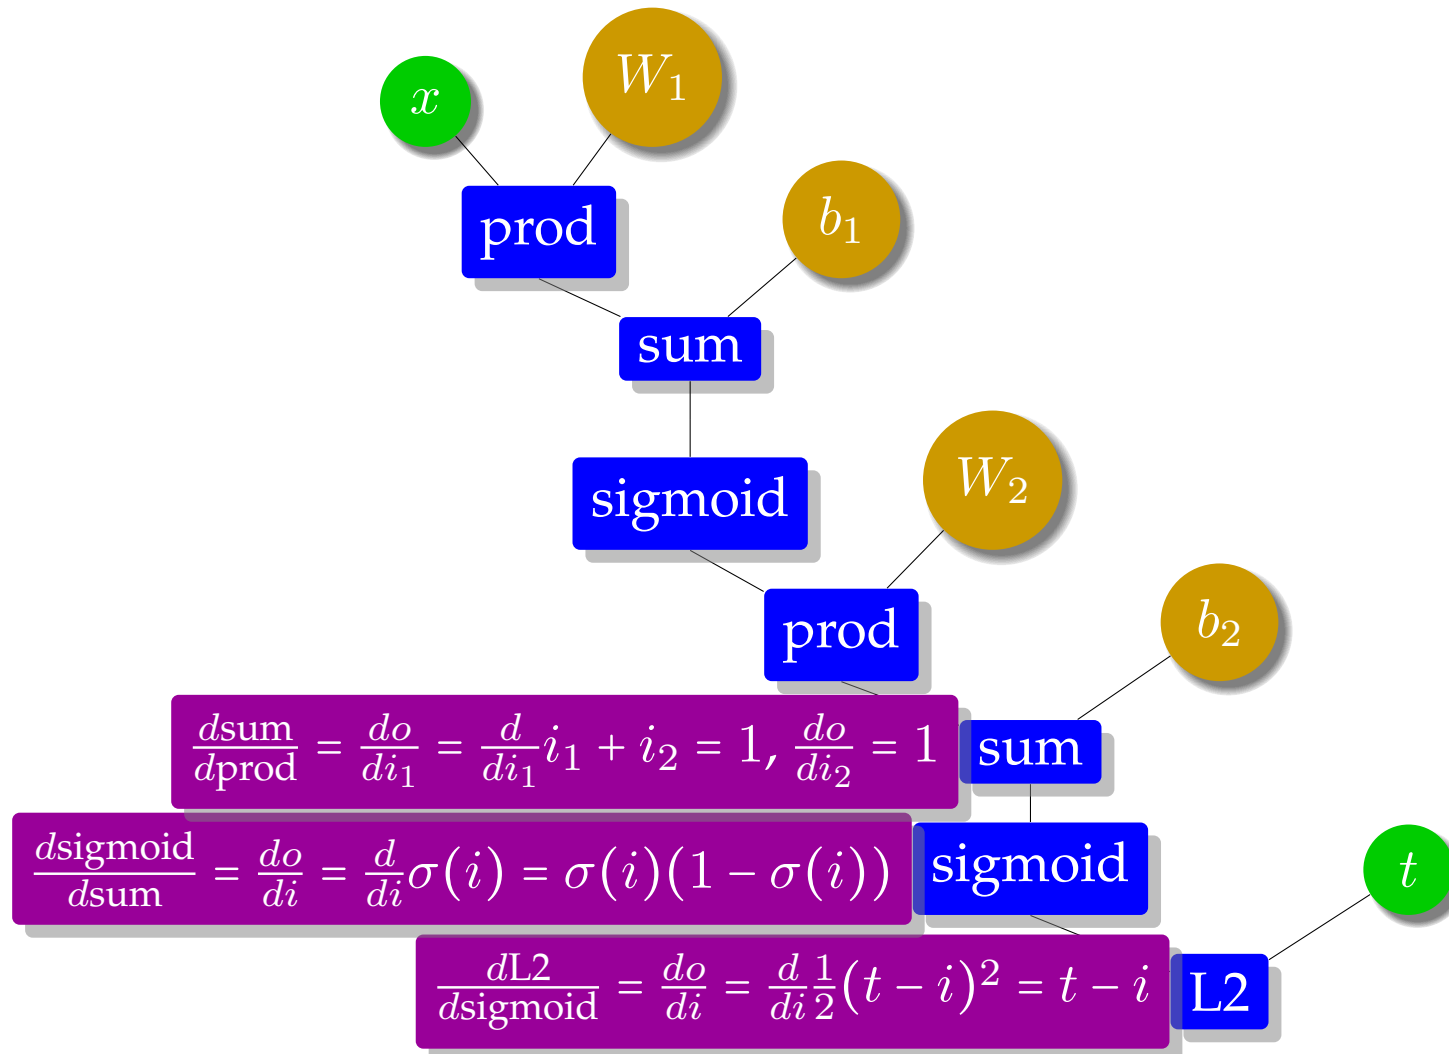 x
W₁
prod
b₁
sum
sigmoid
W₂
prod
b₂
dsum/dprod = do/di₁ = d/di₁ i₁ + i₂ = 1, do/di₂ = 1
sum
dsigmoid/dsum = do/di = d/di σ(i) = σ(i)(1 − σ(i))
sigmoid
t
dL2/dsigmoid = do/di = d/di 1/2 (t − i)² = t − i
L2